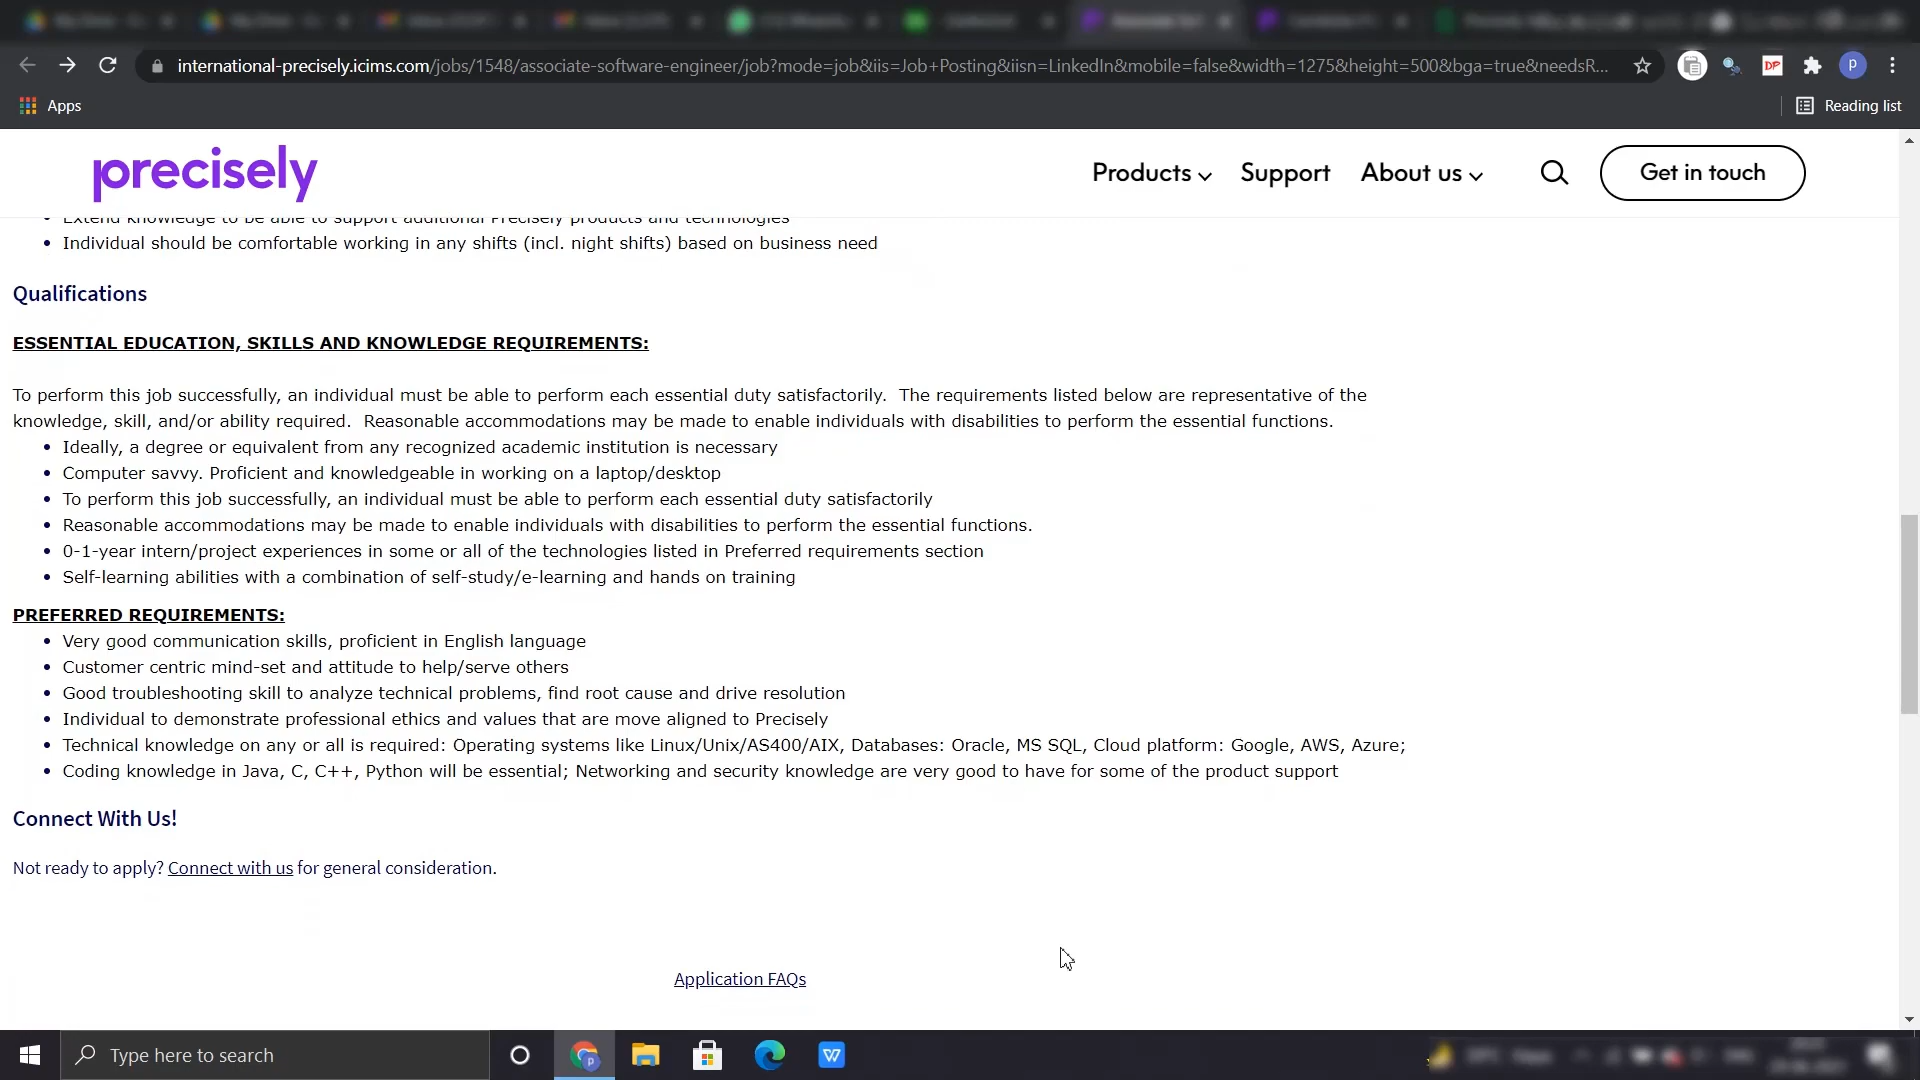 international-precisely.icims.com/jobs/1548/associate-software-engineer/job?mode=job&iis=Job+Posting&iisn=LinkedIn&mobile=false&width=1275&height=500&bga=true&needsR...
DP
P
Apps
Reading list
precisely
Products
Support
About us
Get in touch
Extend knowledge to be able to support additional Precisely products and technologies
Individual should be comfortable working in any shifts (incl. night shifts) based on business need
Qualifications
ESSENTIAL EDUCATION, SKILLS AND KNOWLEDGE REQUIREMENTS:
To perform this job successfully, an individual must be able to perform each essential duty satisfactorily.  The requirements listed below are representative of the
knowledge, skill, and/or ability required.  Reasonable accommodations may be made to enable individuals with disabilities to perform the essential functions.
Ideally, a degree or equivalent from any recognized academic institution is necessary
Computer savvy. Proficient and knowledgeable in working on a laptop/desktop
To perform this job successfully, an individual must be able to perform each essential duty satisfactorily
Reasonable accommodations may be made to enable individuals with disabilities to perform the essential functions.
0-1-year intern/project experiences in some or all of the technologies listed in Preferred requirements section
Self-learning abilities with a combination of self-study/e-learning and hands on training
PREFERRED REQUIREMENTS:
Very good communication skills, proficient in English language
Customer centric mind-set and attitude to help/serve others
Good troubleshooting skill to analyze technical problems, find root cause and drive resolution
Individual to demonstrate professional ethics and values that are move aligned to Precisely
Technical knowledge on any or all is required: Operating systems like Linux/Unix/AS400/AIX, Databases: Oracle, MS SQL, Cloud platform: Google, AWS, Azure;
Coding knowledge in Java, C, C++, Python will be essential; Networking and security knowledge are very good to have for some of the product support
Connect With Us!
Not ready to apply? Connect with us for general consideration.
Application FAQs
Type here to search